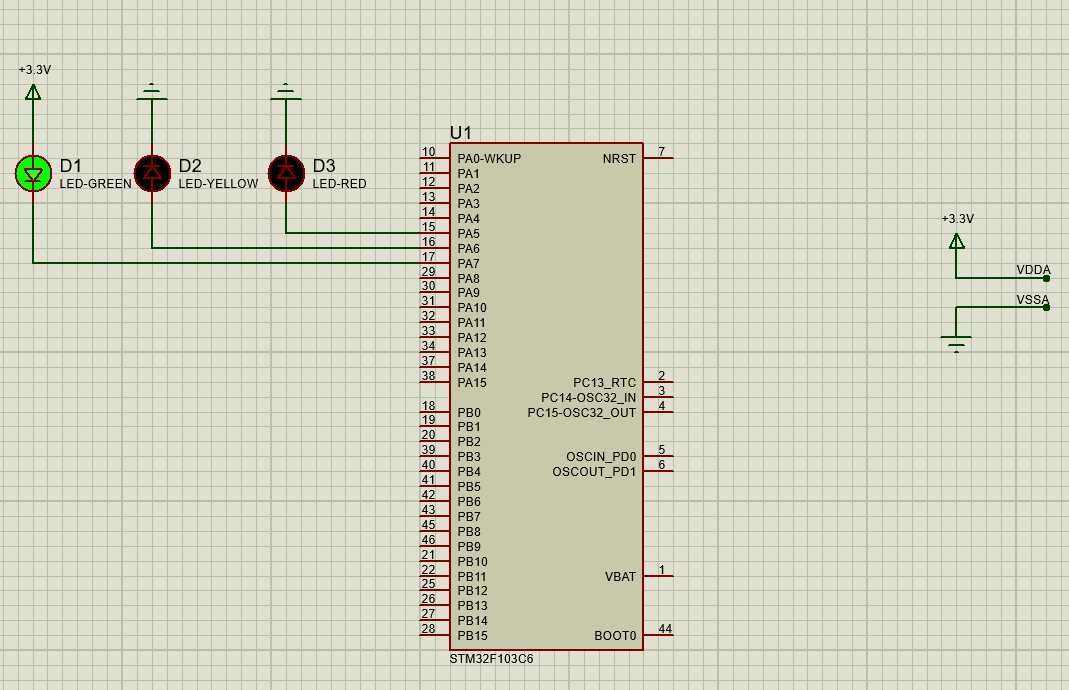 +3.3V
D1
LED-GREEN
D2
LED-YELLOW
D3
LED-RED
U1
10 PA0-WKUP
11 PA1
12 PA2
13 PA3
14 PA4
15 PA5
16 PA6
17 PA7
29 PA8
30 PA9
31 PA10
32 PA11
33 PA12
34 PA13
37 PA14
38 PA15
18 PB0
19 PB1
20 PB2
39 PB3
40 PB4
41 PB5
42 PB6
43 PB7
45 PB8
46 PB9
21 PB10
22 PB11
25 PB12
26 PB13
27 PB14
28 PB15
NRST 7
PC13_RTC 2
PC14-OSC32_IN 3
PC15-OSC32_OUT 4
OSCIN_PD0 5
OSCOUT_PD1 6
VBAT 1
BOOT0 44
STM32F103C6
+3.3V
VDDA
VSSA